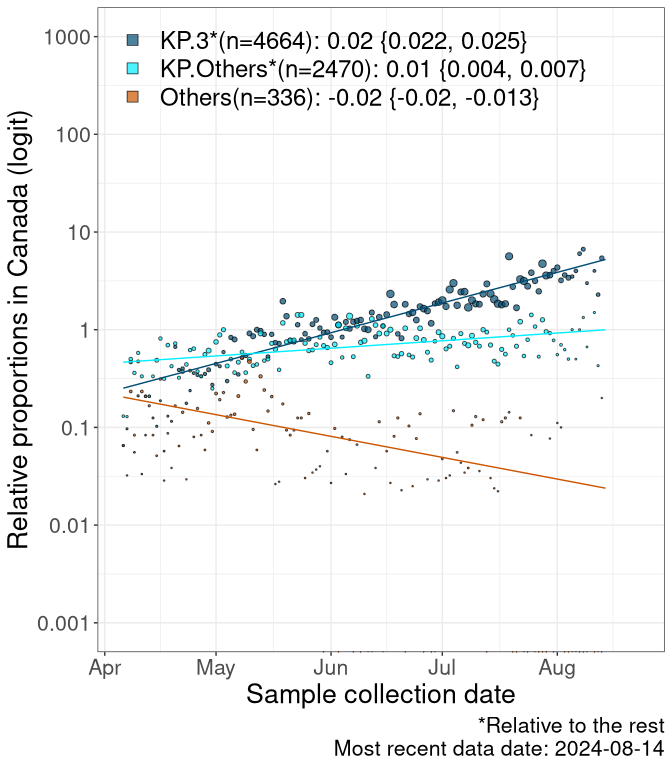 KP.3*(n=4664): 0.02 {0.022, 0.025}
KP.Others*(n=2470): 0.01 {0.004, 0.007}
Others(n=336): -0.02 {-0.02, -0.013}
Relative proportions in Canada (logit)
1000
100
10
1
0.1
0.01
0.001
Apr May Jun Jul Aug
Sample collection date
*Relative to the rest
Most recent data date: 2024-08-14